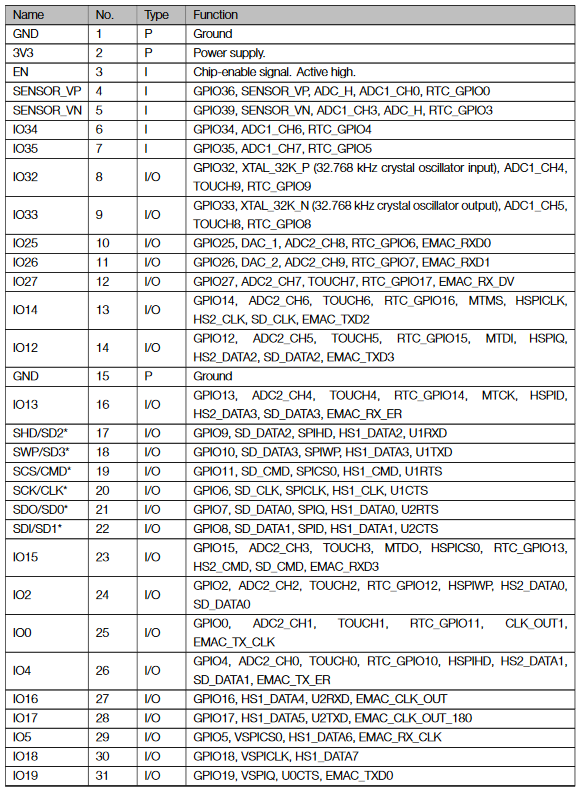 Name No. Type Function
GND 1 P Ground
3V3 2 P Power supply.
EN 3 I Chip-enable signal. Active high.
SENSOR_VP 4 I GPIO36, SENSOR_VP, ADC_H, ADC1_CH0, RTC_GPIO0
SENSOR_VN 5 I GPIO39, SENSOR_VN, ADC1_CH3, ADC_H, RTC_GPIO3
IO34 6 I GPIO34, ADC1_CH6, RTC_GPIO4
IO35 7 I GPIO35, ADC1_CH7, RTC_GPIO5
IO32 8 I/O GPIO32, XTAL_32K_P (32.768 kHz crystal oscillator input), ADC1_CH4,
TOUCH9, RTC_GPIO9
IO33 9 I/O GPIO33, XTAL_32K_N (32.768 kHz crystal oscillator output), ADC1_CH5,
TOUCH8, RTC_GPIO8
IO25 10 I/O GPIO25, DAC_1, ADC2_CH8, RTC_GPIO6, EMAC_RXD0
IO26 11 I/O GPIO26, DAC_2, ADC2_CH9, RTC_GPIO7, EMAC_RXD1
IO27 12 I/O GPIO27, ADC2_CH7, TOUCH7, RTC_GPIO17, EMAC_RX_DV
IO14 13 I/O GPIO14, ADC2_CH6, TOUCH6, RTC_GPIO16, MTMS, HSPICLK,
HS2_CLK, SD_CLK, EMAC_TXD2
IO12 14 I/O GPIO12, ADC2_CH5, TOUCH5, RTC_GPIO15, MTDI, HSPIQ,
HS2_DATA2, SD_DATA2, EMAC_TXD3
GND 15 P Ground
IO13 16 I/O GPIO13, ADC2_CH4, TOUCH4, RTC_GPIO14, MTCK, HSPID,
HS2_DATA3, SD_DATA3, EMAC_RX_ER
SHD/SD2* 17 I/O GPIO9, SD_DATA2, SPIHD, HS1_DATA2, U1RXD
SWP/SD3* 18 I/O GPIO10, SD_DATA3, SPIWP, HS1_DATA3, U1TXD
SCS/CMD* 19 I/O GPIO11, SD_CMD, SPICS0, HS1_CMD, U1RTS
SCK/CLK* 20 I/O GPIO6, SD_CLK, SPICLK, HS1_CLK, U1CTS
SDO/SD0* 21 I/O GPIO7, SD_DATA0, SPIQ, HS1_DATA0, U2RTS
SDI/SD1* 22 I/O GPIO8, SD_DATA1, SPID, HS1_DATA1, U2CTS
IO15 23 I/O GPIO15, ADC2_CH3, TOUCH3, MTDO, HSPICS0, RTC_GPIO13,
HS2_CMD, SD_CMD, EMAC_RXD3
IO2 24 I/O GPIO2, ADC2_CH2, TOUCH2, RTC_GPIO12, HSPIWP, HS2_DATA0,
SD_DATA0
IO0 25 I/O GPIO0, ADC2_CH1, TOUCH1, RTC_GPIO11, CLK_OUT1,
EMAC_TX_CLK
IO4 26 I/O GPIO4, ADC2_CH0, TOUCH0, RTC_GPIO10, HSPIHD, HS2_DATA1,
SD_DATA1, EMAC_TX_ER
IO16 27 I/O GPIO16, HS1_DATA4, U2RXD, EMAC_CLK_OUT
IO17 28 I/O GPIO17, HS1_DATA5, U2TXD, EMAC_CLK_OUT_180
IO5 29 I/O GPIO5, VSPICS0, HS1_DATA6, EMAC_RX_CLK
IO18 30 I/O GPIO18, VSPICLK, HS1_DATA7
IO19 31 I/O GPIO19, VSPIQ, U0CTS, EMAC_TXD0